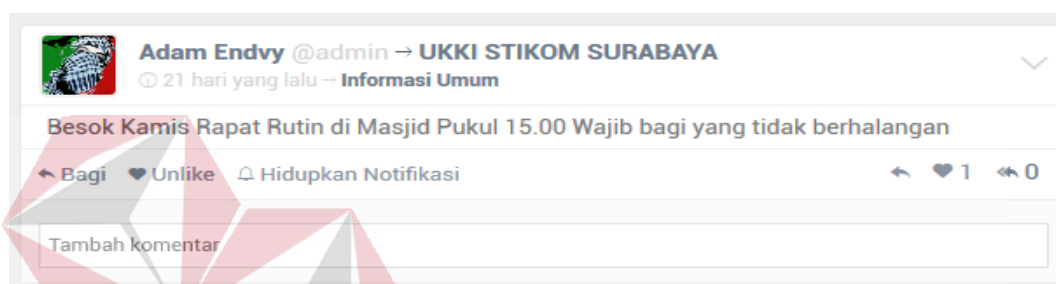 Adam Endvy @admin → UKKI STIKOM SURABAYA
21 hari yang lalu → Informasi Umum
Besok Kamis Rapat Rutin di Masjid Pukul 15.00 Wajib bagi yang tidak berhalangan
Bagi Unlike Hidupkan Notifikasi 1 0
Tambah komentar